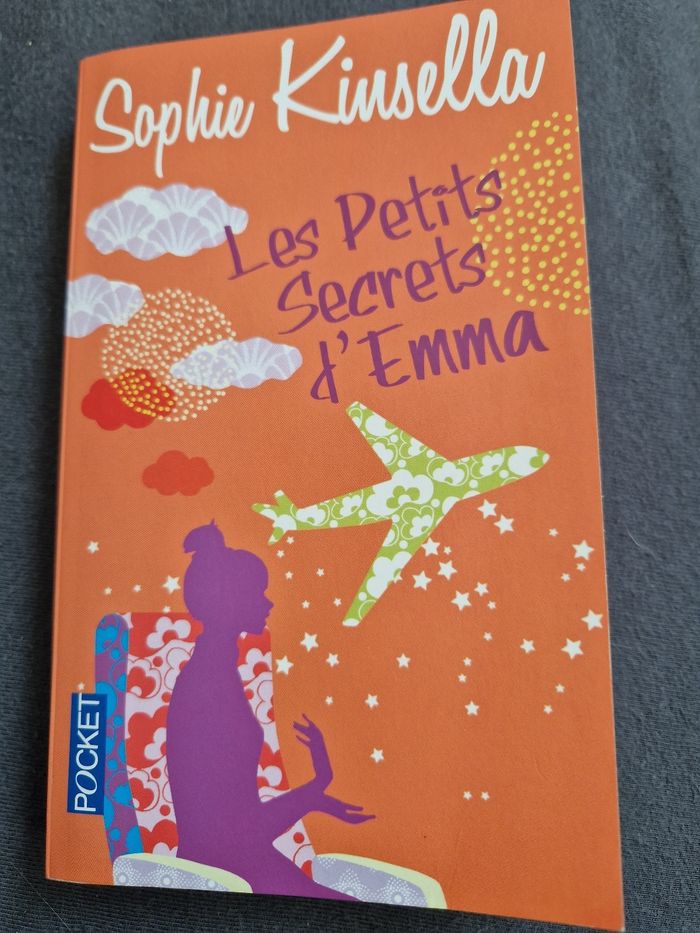 Sophie Kinsella
Les Petits
Secrets
d'Emma
POCKET